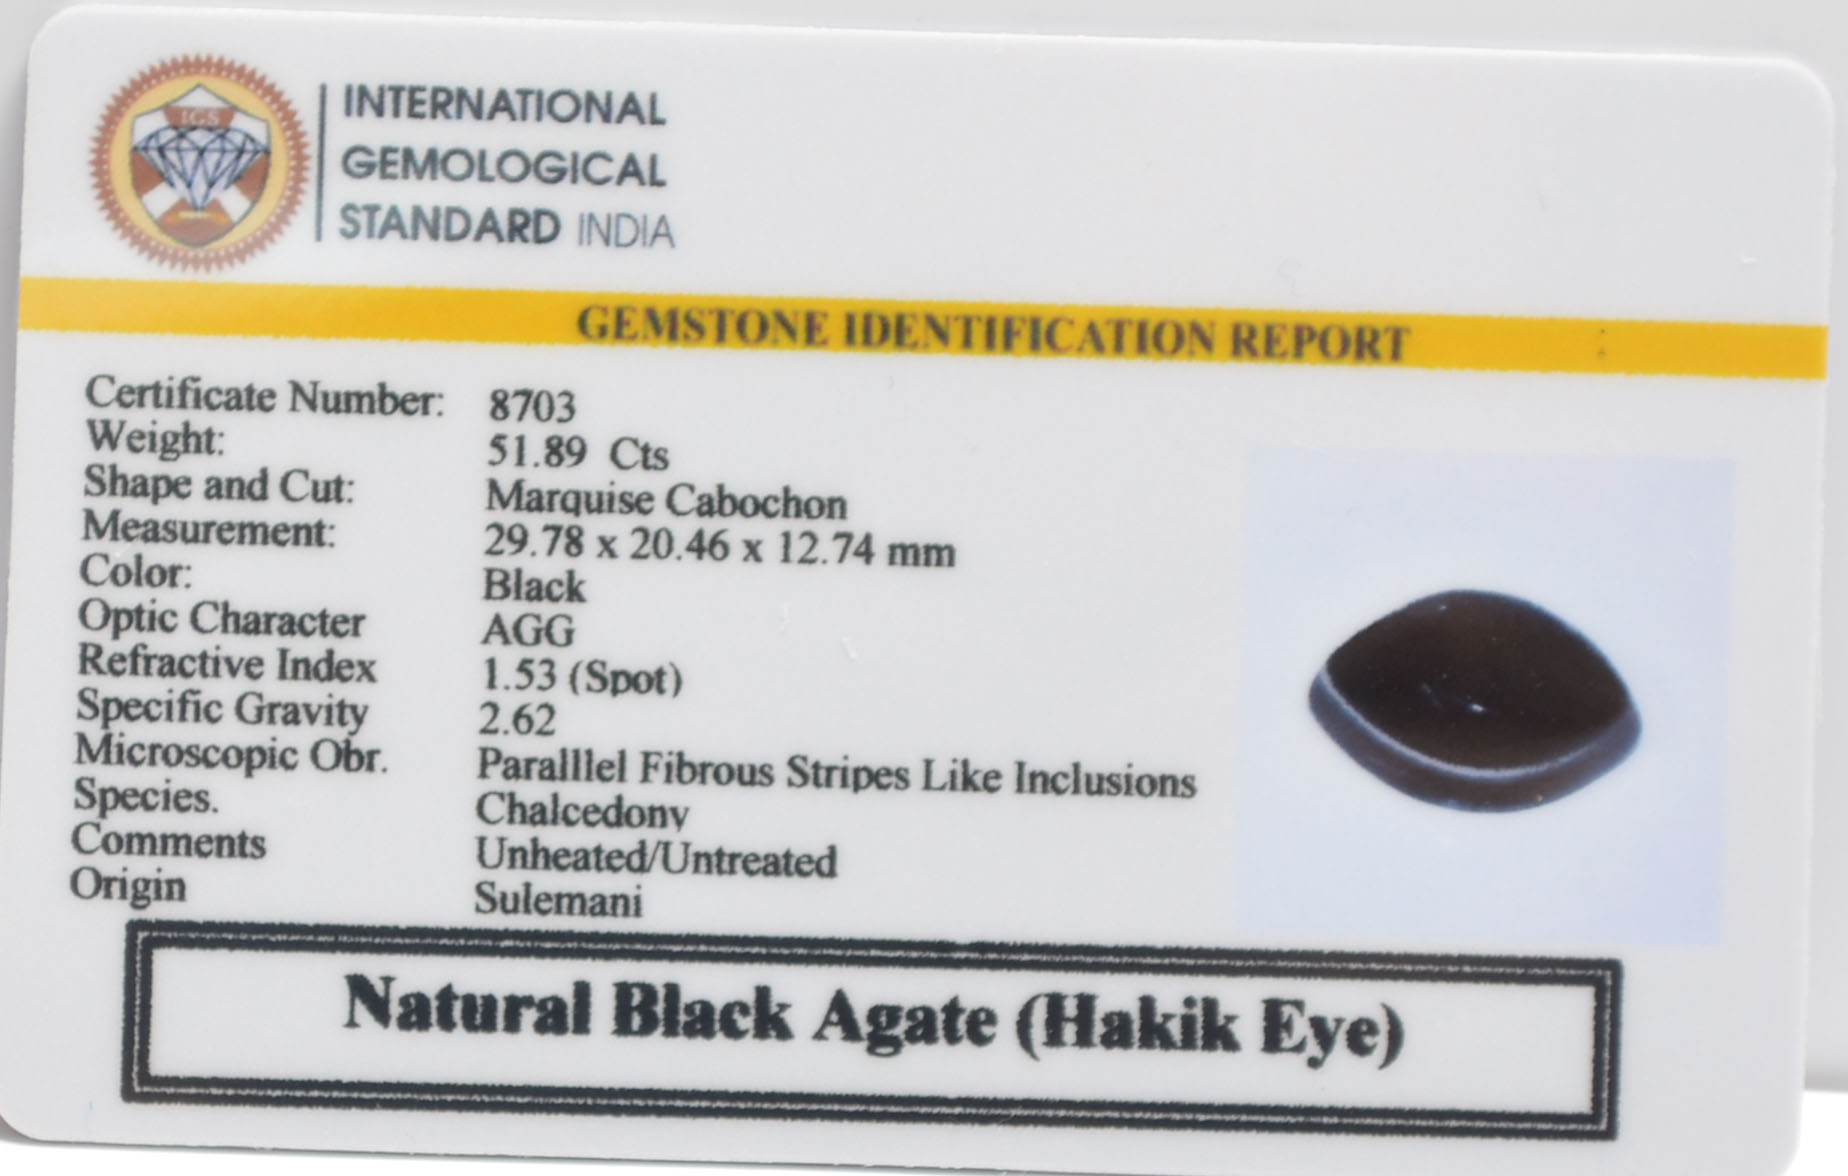 IGS
INTERNATIONAL
GEMOLOGICAL
STANDARD INDIA
GEMSTONE IDENTIFICATION REPORT
Certificate Number: 8703
Weight: 51.89 Cts
Shape and Cut: Marquise Cabochon
Measurement: 29.78 x 20.46 x 12.74 mm
Color: Black
Optic Character AGG
Refractive Index 1.53 (Spot)
Specific Gravity 2.62
Microscopic Obr. Paralllel Fibrous Stripes Like Inclusions
Species. Chalcedony
Comments Unheated/Untreated
Origin Sulemani
Natural Black Agate (Hakik Eye)